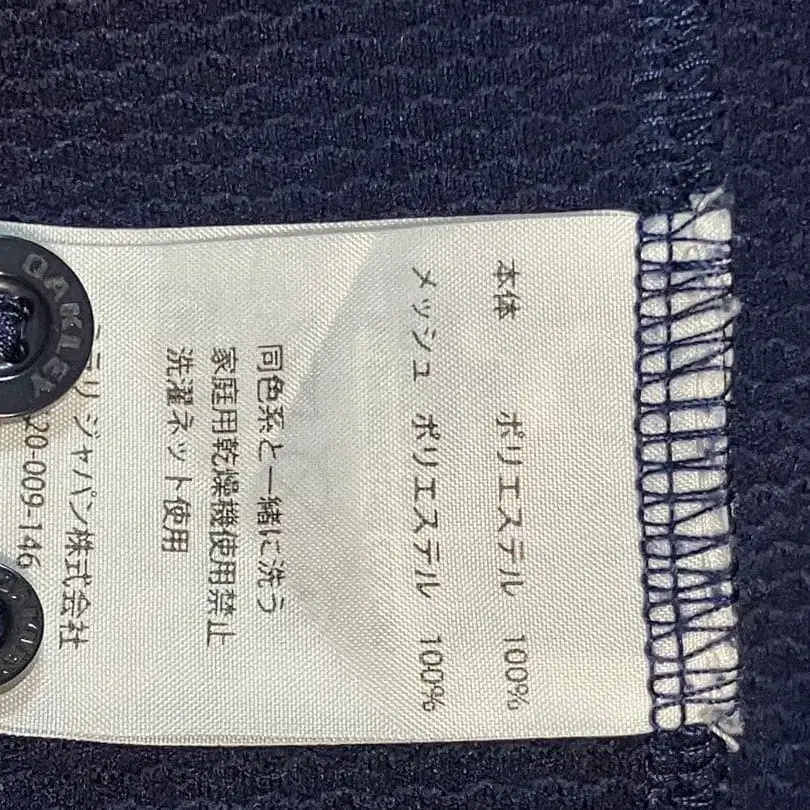 本体 ポリエステル 100%
メッシュ ポリエステル 100%
同色系と一緒に洗う
家庭用乾燥機使用禁止
洗濯ネット使用
ジャパン株式会社
20-009-146
OAKLEY